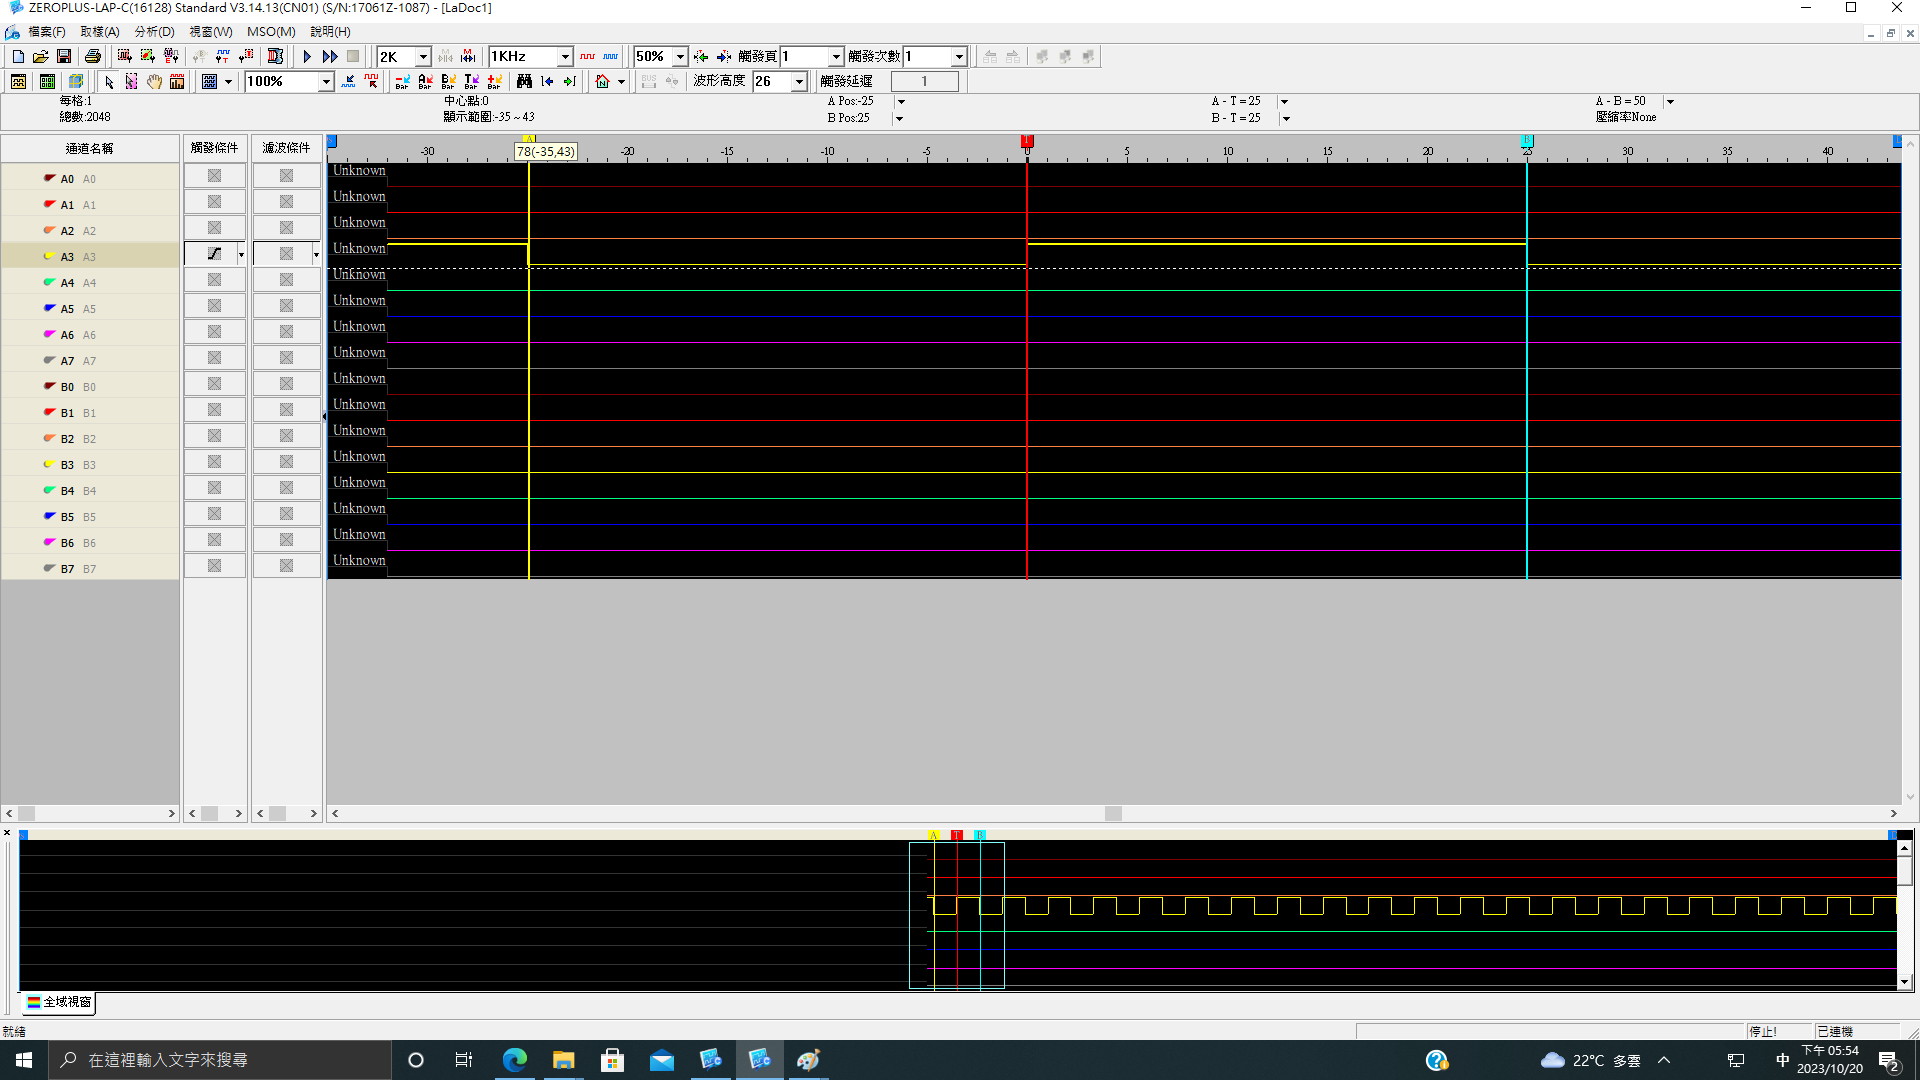 ZEROPLUS-LAP-C(16128) Standard V3.14.13(CN01) (S/N:17061Z-1087) - [LaDoc1]
檔案(F) 取樣(A) 分析(D) 視窗(W) MSO(M) 說明(H)
2K 1KHz 50% 觸發頁 1 觸發次數 1
100% Bar Bar Bar Bar Bar 波形高度 26 觸發延遲 1
每格:1 中心點:0 A Pos:-25 A - T = 25 A - B = 50
總數:2048 顯示範圍:-35 ~ 43 B Pos:25 B - T = 25 壓縮率None
通道名稱 觸發條件 濾波條件
A T B
-30 -20 -15 -10 -5 0 5 10 15 20 25 30 35 40
78(-35,43)
A0 A0 Unknown
A1 A1 Unknown
A2 A2 Unknown
A3 A3 Unknown
A4 A4 Unknown
A5 A5 Unknown
A6 A6 Unknown
A7 A7 Unknown
B0 B0 Unknown
B1 B1 Unknown
B2 B2 Unknown
B3 B3 Unknown
B4 B4 Unknown
B5 B5 Unknown
B6 B6 Unknown
B7 B7 Unknown
A T B
全域視窗
就緒 停止! 已連機
在這裡輸入文字來搜尋
22°C 多雲
中
下午 05:54
2023/10/20
2